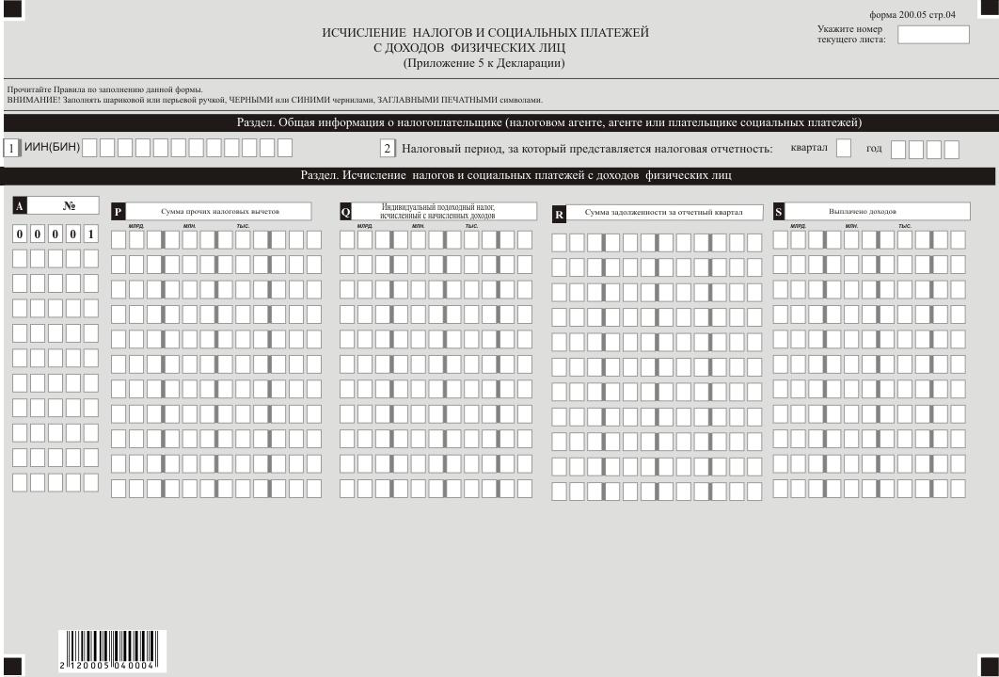 форма 200.05 стр.04
ИСЧИСЛЕНИЕ НАЛОГОВ И СОЦИАЛЬНЫХ ПЛАТЕЖЕЙ
С ДОХОДОВ ФИЗИЧЕСКИХ ЛИЦ
(Приложение 5 к Декларации)
Укажите номер
текущего листа:
Прочитайте Правила по заполнению данной формы.
ВНИМАНИЕ! Заполнять шариковой или перьевой ручкой, ЧЕРНЫМИ или СИНИМИ чернилами, ЗАГЛАВНЫМИ ПЕЧАТНЫМИ символами.
Раздел. Общая информация о налогоплательщике (налоговом агенте, агенте или плательщике социальных платежей)
1 ИИН(БИН) 2 Налоговый период, за который представляется налоговая отчетность: квартал год
Раздел. Исчисление налогов и социальных платежей с доходов физических лиц
A №
P Сумма прочих налоговых вычетов
Q Индивидуальный подоходный налог,
исчисленный с начисленных доходов
R Сумма задолженности за отчетный квартал
S Выплачено доходов
МЛРД. МЛН. ТЫС. МЛРД. МЛН. ТЫС. МЛРД. МЛН. ТЫС.
0 0 0 0 1
2 120005 040004